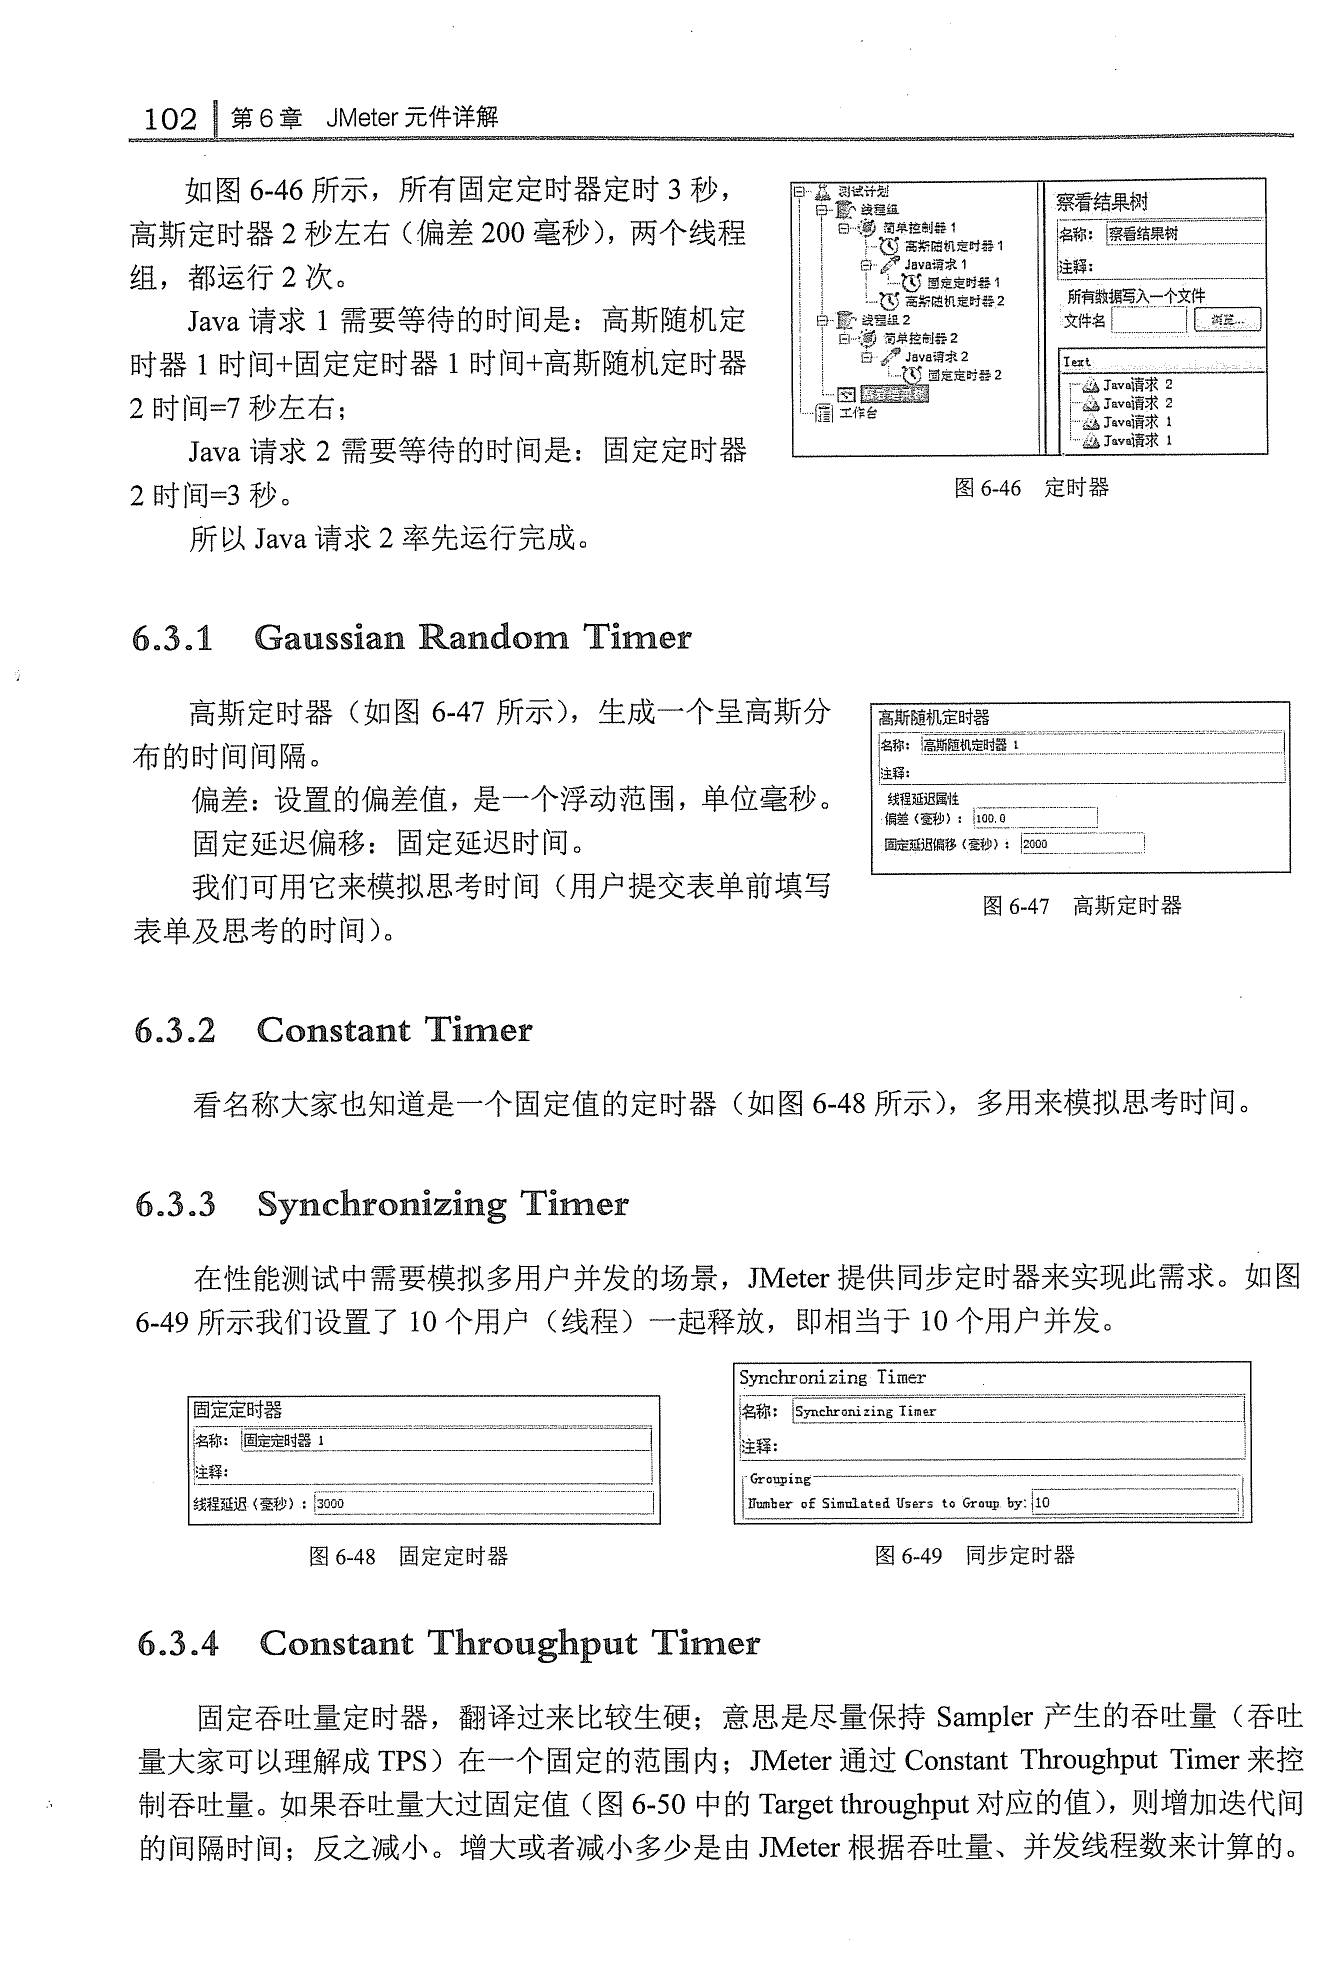 102 第6章 JMeter元件详解
如图 6-46 所示，所有固定定时器定时 3 秒，
高斯定时器 2 秒左右（偏差 200 毫秒），两个线程
组，都运行 2 次。
Java 请求 1 需要等待的时间是：高斯随机定
时器 1 时间+固定定时器 1 时间+高斯随机定时器
2 时间=7 秒左右；
Java 请求 2 需要等待的时间是：固定定时器
2 时间=3 秒。
所以 Java 请求 2 率先运行完成。
测试计划
线程组
简单控制器 1
高斯随机定时器 1
Java请求 1
固定定时器 1
高斯随机定时器 2
线程组 2
简单控制器 2
Java请求 2
固定定时器 2
工作台
察看结果树
名称： 察看结果树
注释：
所有数据写入一个文件
文件名 浏览...
Text
Java请求 2
Java请求 2
Java请求 1
Java请求 1
图 6-46 定时器
6.3.1 Gaussian Random Timer
高斯定时器（如图 6-47 所示），生成一个呈高斯分
布的时间间隔。
偏差：设置的偏差值，是一个浮动范围，单位毫秒。
固定延迟偏移：固定延迟时间。
我们可用它来模拟思考时间（用户提交表单前填写
表单及思考的时间）。
高斯随机定时器
名称： 高斯随机定时器 1
注释：
线程延迟属性
偏差（毫秒）： 100.0
固定延迟偏移（毫秒）： 2000
图 6-47 高斯定时器
6.3.2 Constant Timer
看名称大家也知道是一个固定值的定时器（如图 6-48 所示），多用来模拟思考时间。
6.3.3 Synchronizing Timer
在性能测试中需要模拟多用户并发的场景，JMeter 提供同步定时器来实现此需求。如图
6-49 所示我们设置了 10 个用户（线程）一起释放，即相当于 10 个用户并发。
固定定时器
名称： 固定定时器 1
注释：
线程延迟（毫秒）： 3000
图 6-48 固定定时器
Synchronizing Timer
名称： Synchronizing Timer
注释：
Grouping
Number of Simulated Users to Group by: 10
图 6-49 同步定时器
6.3.4 Constant Throughput Timer
固定吞吐量定时器，翻译过来比较生硬；意思是尽量保持 Sampler 产生的吞吐量（吞吐
量大家可以理解成 TPS）在一个固定的范围内；JMeter 通过 Constant Throughput Timer 来控
制吞吐量。如果吞吐量大过固定值（图 6-50 中的 Target throughput 对应的值），则增加迭代间
的间隔时间；反之减小。增大或者减小多少是由 JMeter 根据吞吐量、并发线程数来计算的。